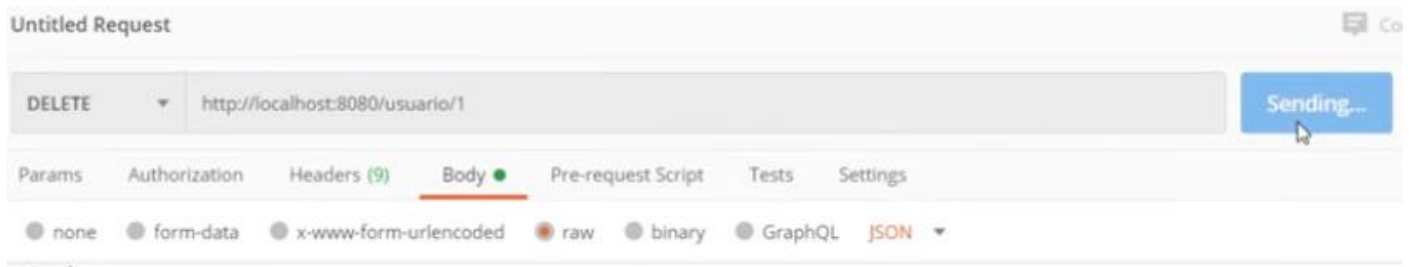 Untitled Request
DELETE http://localhost:8080/usuario/1 Sending...
Params Authorization Headers (9) Body Pre-request Script Tests Settings
none form-data x-www-form-urlencoded raw binary GraphQL JSON